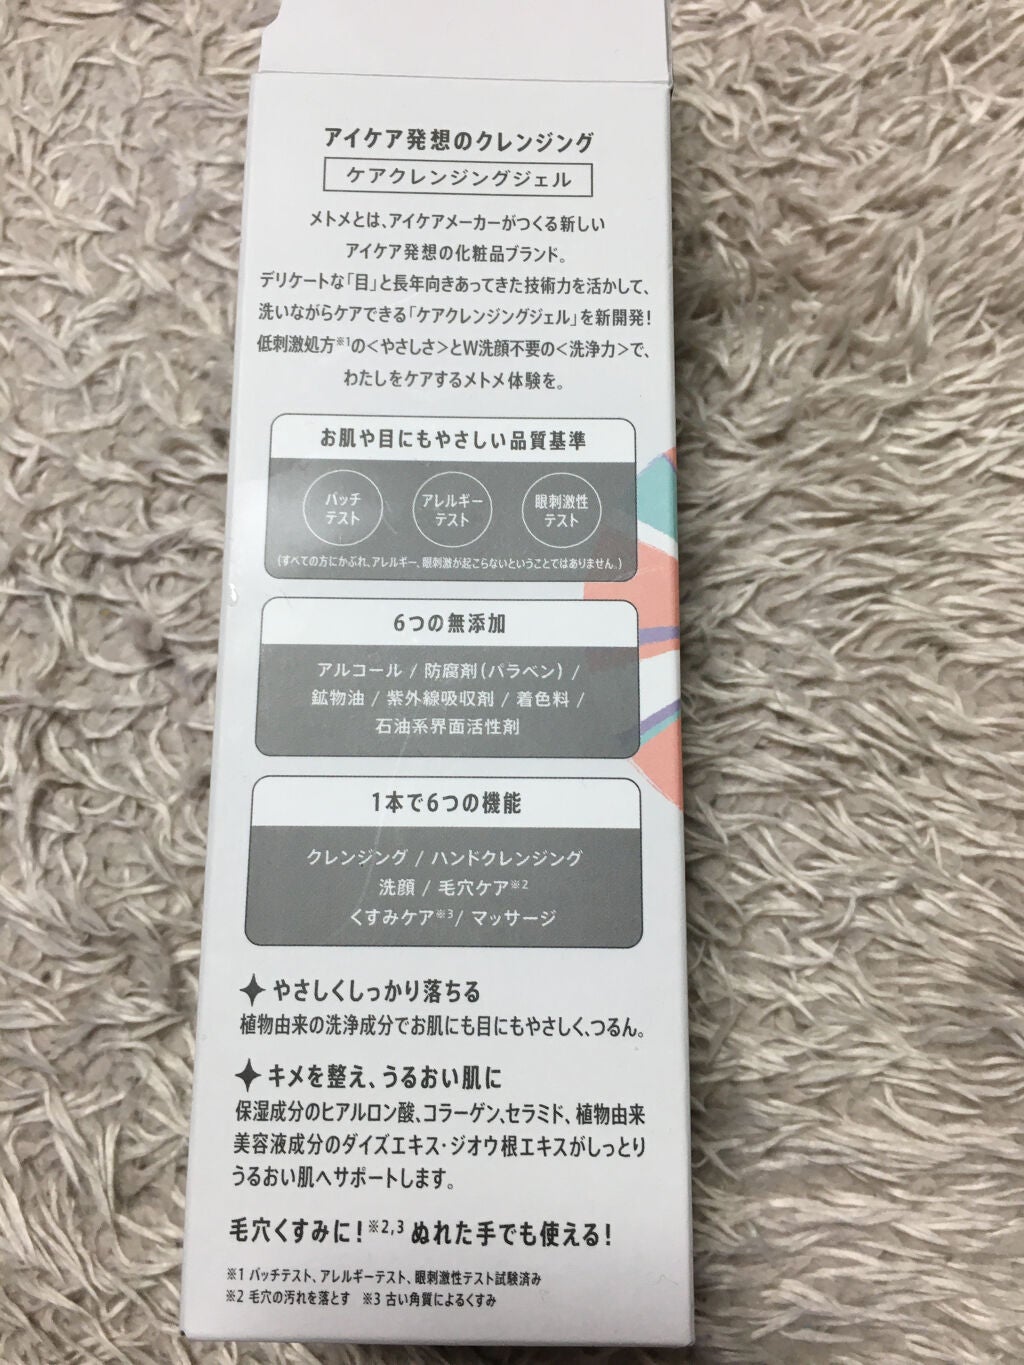 アイケア発想のクレンジング
ケアクレンジングジェル
メトメとは、アイケアメーカーがつくる新しい
アイケア発想の化粧品ブランド。
デリケートな「目」と長年向きあってきた技術力を活かして、
洗いながらケアできる「ケアクレンジングジェル」を新開発!
低刺激処方※1の<やさしさ>とW洗顔不要の<洗浄力>で、
わたしをケアするメトメ体験を。
お肌や目にもやさしい品質基準
パッチ
テスト
アレルギー
テスト
眼刺激性
テスト
(すべての方にかぶれ、アレルギー、眼刺激が起こらないということではありません。)
6つの無添加
アルコール / 防腐剤(パラベン) /
鉱物油 / 紫外線吸収剤 / 着色料 /
石油系界面活性剤
1本で6つの機能
クレンジング / ハンドクレンジング
洗顔 / 毛穴ケア※2
くすみケア※3/ マッサージ
やさしくしっかり落ちる
植物由来の洗浄成分でお肌にも目にもやさしく、つるん。
キメを整え、うるおい肌に
保湿成分のヒアルロン酸、コラーゲン、セラミド、植物由来
美容液成分のダイズエキス・ジオウ根エキスがしっとり
うるおい肌へサポートします。
毛穴くすみに!※2,3 ぬれた手でも使える!
※1 パッチテスト、アレルギーテスト、眼刺激性テスト試験済み
※2 毛穴の汚れを落とす ※3 古い角質によるくすみ